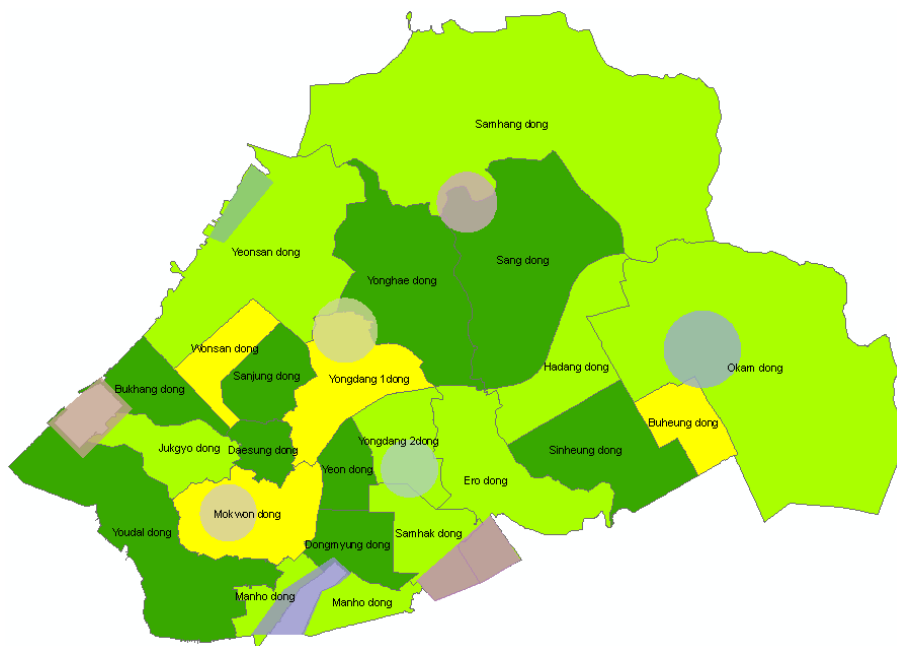 Samhang dong
Yeonsan dong
Yonghae dong
Sang dong
Wonsan dong
Sanjung dong
Yongdang 1dong
Hadang dong
Okam dong
Bukhang dong
Buheung dong
Jukgyo dong
Daesung dong
Yongdang 2dong
Yeon dong
Ero dong
Sinheung dong
Mokwon dong
Youdal dong
Dongmyung dong
Samhak dong
Manho dong
Manho dong